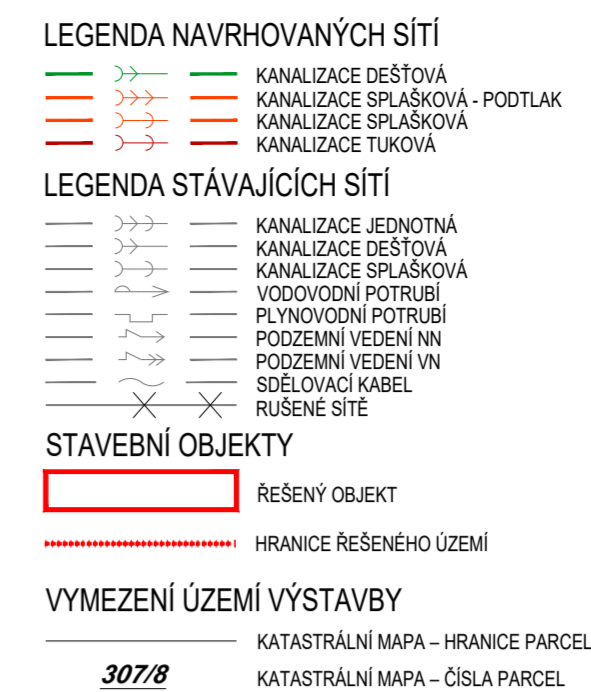 LEGENDA NAVRHOVANÝCH SÍTÍ
KANALIZACE DEŠŤOVÁ
KANALIZACE SPLAŠKOVÁ - PODTLAK
KANALIZACE SPLAŠKOVÁ
KANALIZACE TUKOVÁ
LEGENDA STÁVAJÍCÍCH SÍTÍ
KANALIZACE JEDNOTNÁ
KANALIZACE DEŠŤOVÁ
KANALIZACE SPLAŠKOVÁ
VODOVODNÍ POTRUBÍ
PLYNOVODNÍ POTRUBÍ
PODZEMNÍ VEDENÍ NN
PODZEMNÍ VEDENÍ VN
SDĚLOVACÍ KABEL
RUŠENÉ SÍTĚ
STAVEBNÍ OBJEKTY
ŘEŠENÝ OBJEKT
HRANICE ŘEŠENÉHO ÚZEMÍ
VYMEZENÍ ÚZEMÍ VÝSTAVBY
KATASTRÁLNÍ MAPA – HRANICE PARCEL
307/8 KATASTRÁLNÍ MAPA – ČÍSLA PARCEL